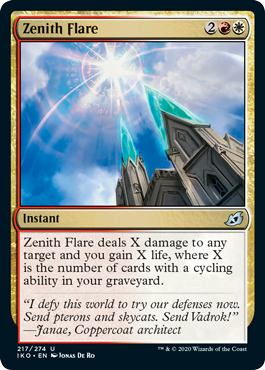 Zenith Flare 2
Instant
Zenith Flare deals X damage to any
target and you gain X life, where X
is the number of cards with a cycling
ability in your graveyard.
“I defy this world to try our defenses now.
Send pterons and skycats. Send Vadrok!”
—Janae, Coppercoat architect
217/274 U
IKO • EN Jonas De Ro
™ & © 2020 Wizards of the Coast